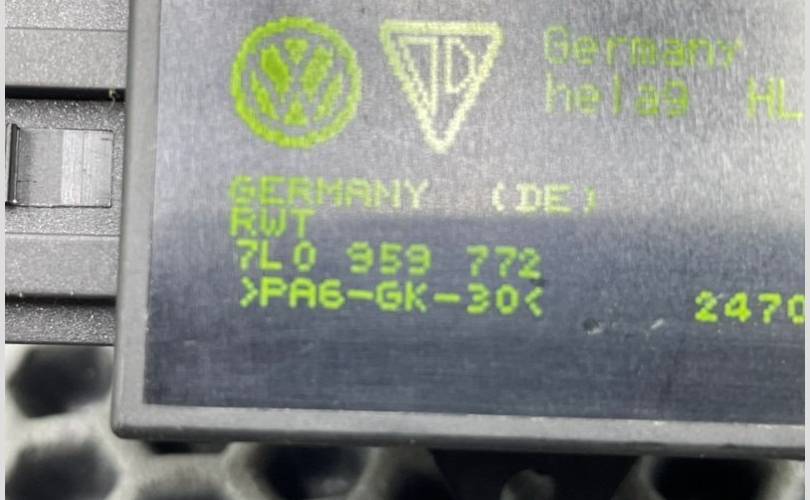 Germany
helag HL
GERMANY (DE)
RWT
7L0 959 772
>PA6-GK-30< 2470